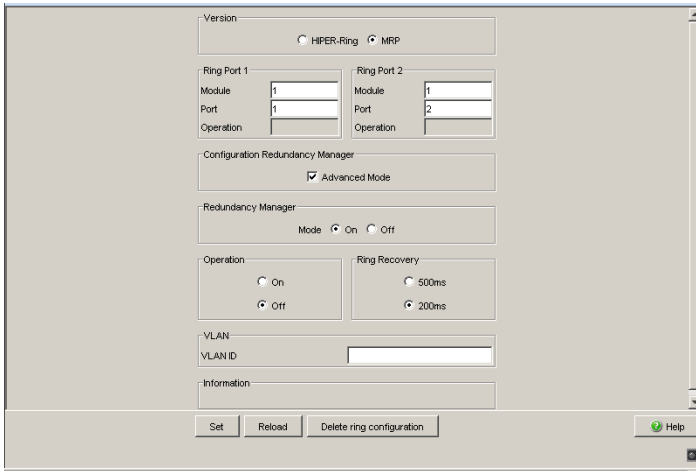 Version
HIPER-Ring MRP
Ring Port 1
Module 1
Port 1
Operation
Ring Port 2
Module 1
Port 2
Operation
Configuration Redundancy Manager
Advanced Mode
Redundancy Manager
Mode On Off
Operation
On
Off
Ring Recovery
500ms
200ms
VLAN
VLAN ID
Information
Set Reload Delete ring configuration Help